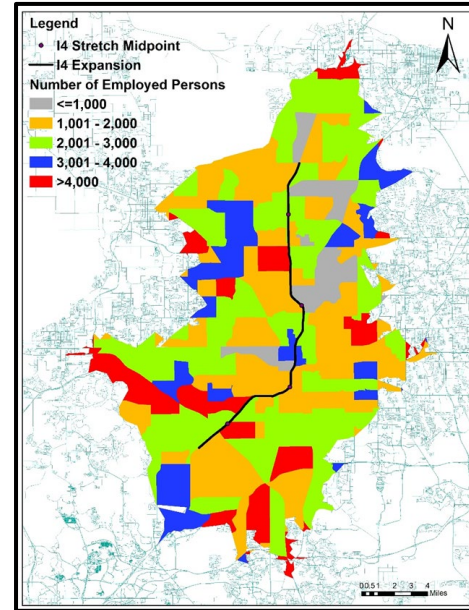 Legend
I4 Stretch Midpoint
I4 Expansion
Number of Employed Persons
<=1,000
1,001 - 2,000
2,001 - 3,000
3,001 - 4,000
>4,000
N
0 0.5 1 2 3 4
Miles